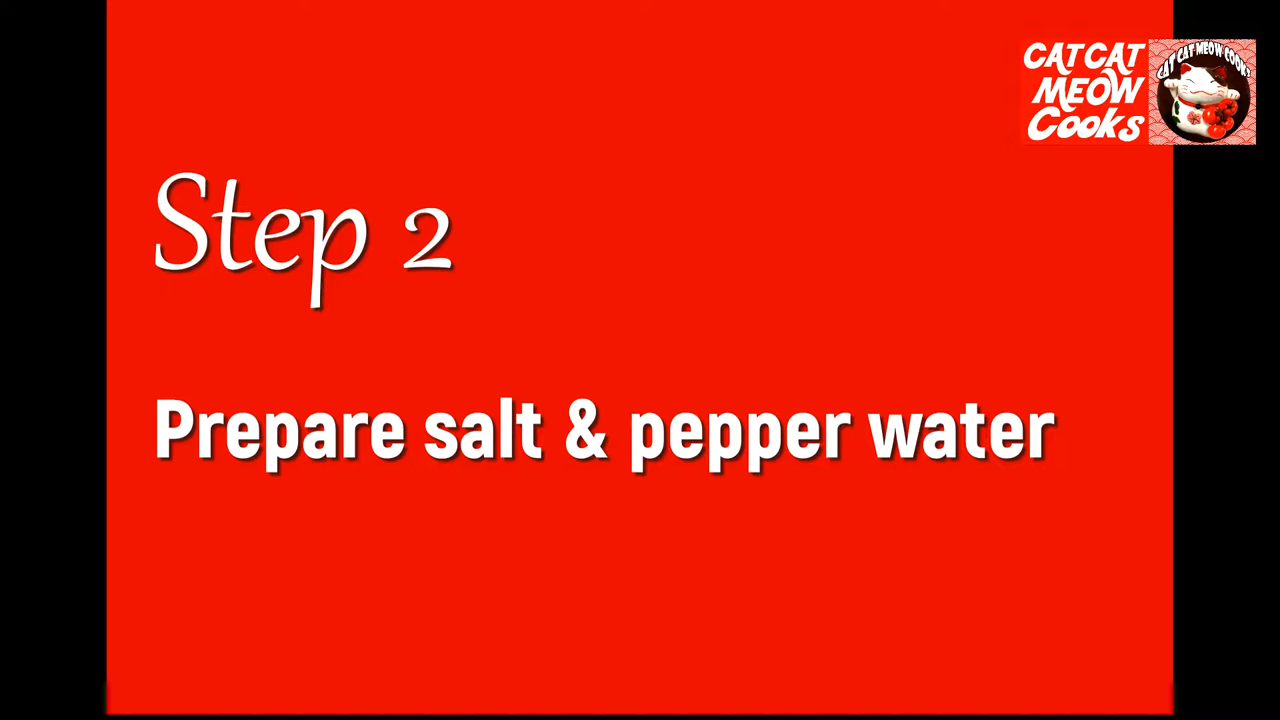 CAT CAT
MEOW
Cooks
CAT CAT MEOW COOKS
Step 2
Prepare salt & pepper water